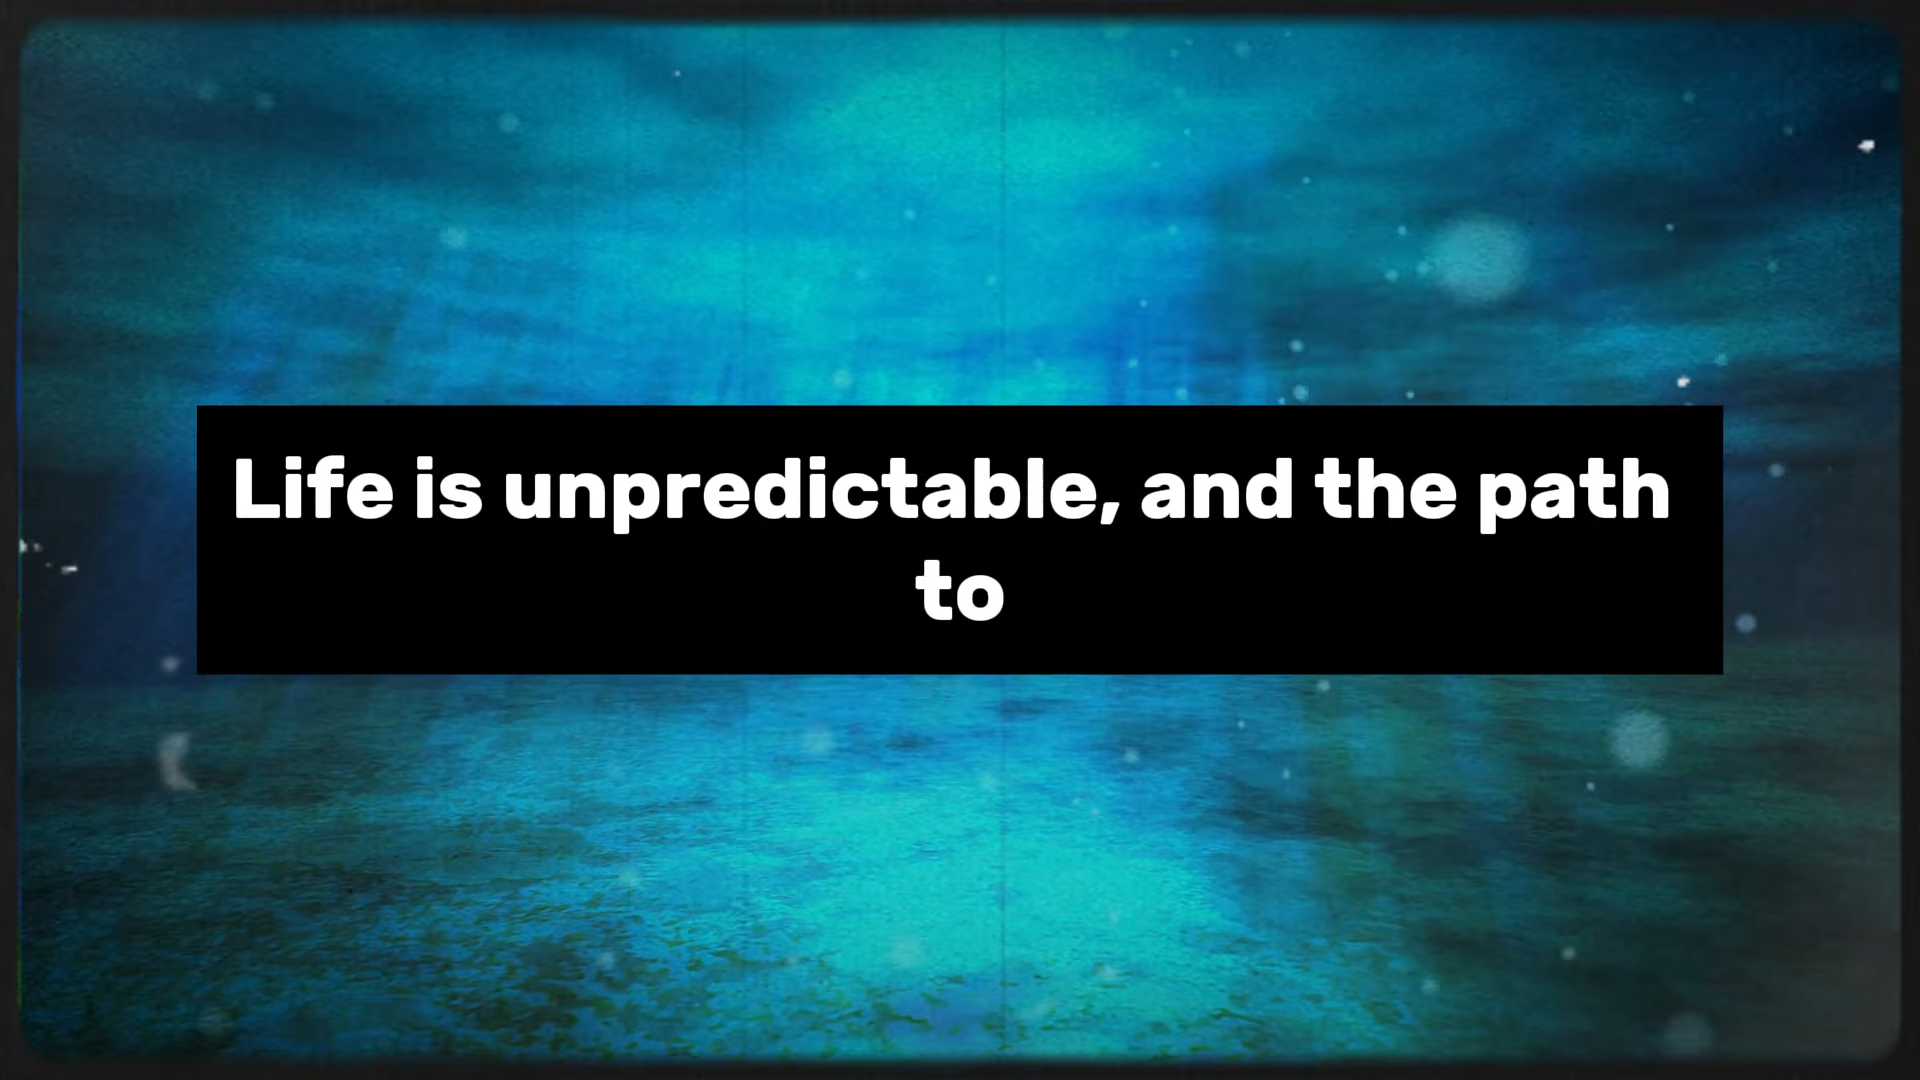 Life is unpredictable, and the path
to